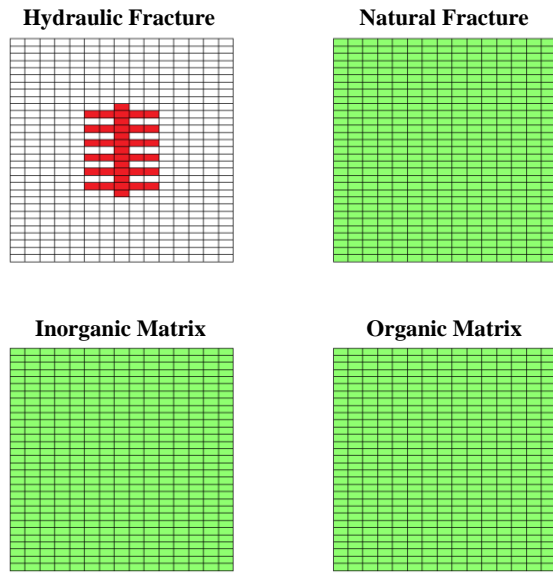 Hydraulic Fracture
Natural Fracture
Inorganic Matrix
Organic Matrix